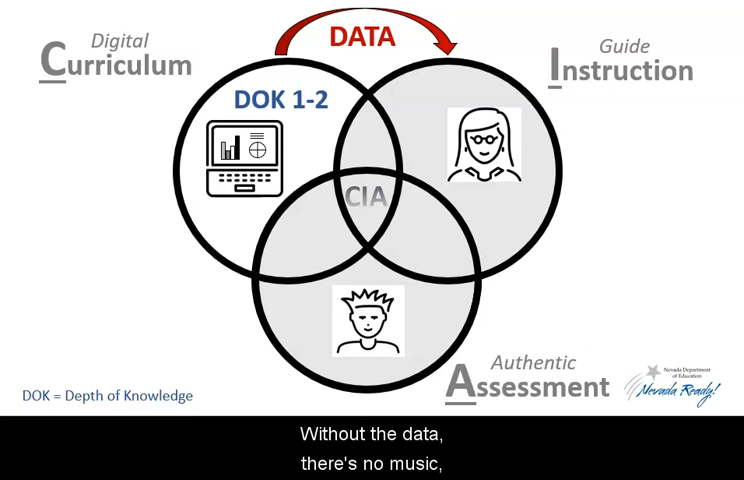 Digital
Curriculum
DATA
Guide
Instruction
DOK 1-2
CIA
Authentic
Assessment
Nevada Department
of Education
Nevada Ready!
DOK = Depth of Knowledge
Without the data,
there's no music,